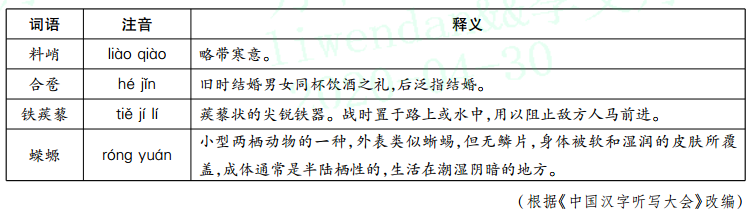 词语 注音 释义
料峭 liào qiào 略带寒意。
合卺 hé jǐn 旧时结婚男女同杯饮酒之礼,后泛指结婚。
铁蒺藜 tiě jí lí 蒺藜状的尖锐铁器。战时置于路上或水中,用以阻止敌方人马前进。
蝾螈 róng yuán 小型两栖动物的一种,外表类似蜥蜴,但无鳞片,身体被软和湿润的皮肤所覆
盖,成体通常是半陆栖性的,生活在潮湿阴暗的地方。
(根据《中国汉字听写大会》改编)